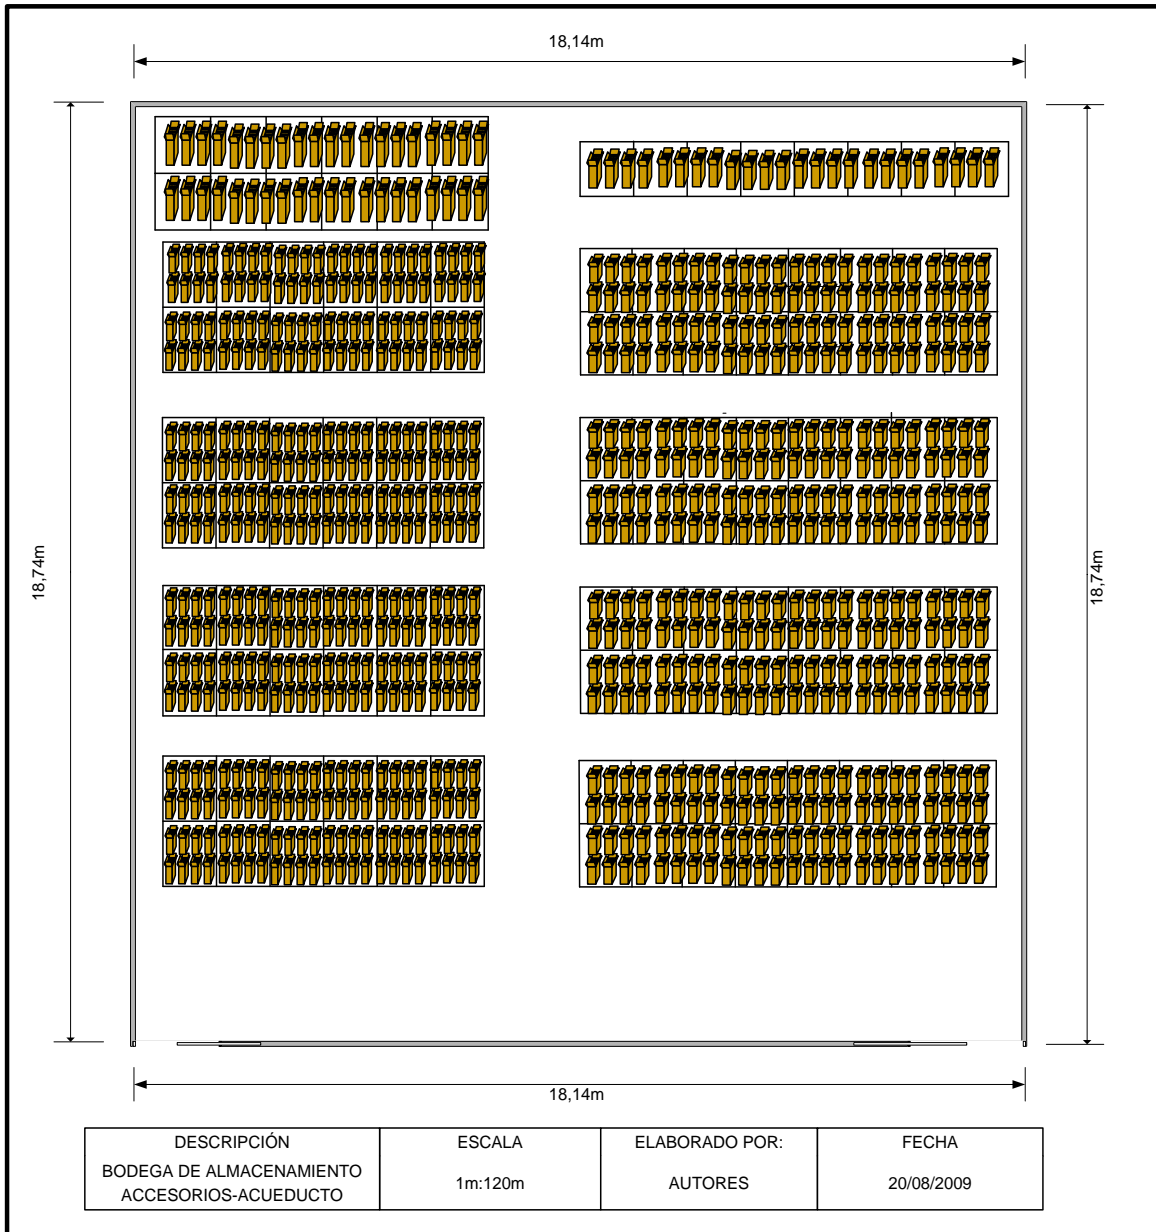 18,14m
18,74m
18,74m
18,14m
DESCRIPCIÓN
BODEGA DE ALMACENAMIENTO
ACCESORIOS-ACUEDUCTO
ESCALA
1m:120m
ELABORADO POR:
AUTORES
FECHA
20/08/2009